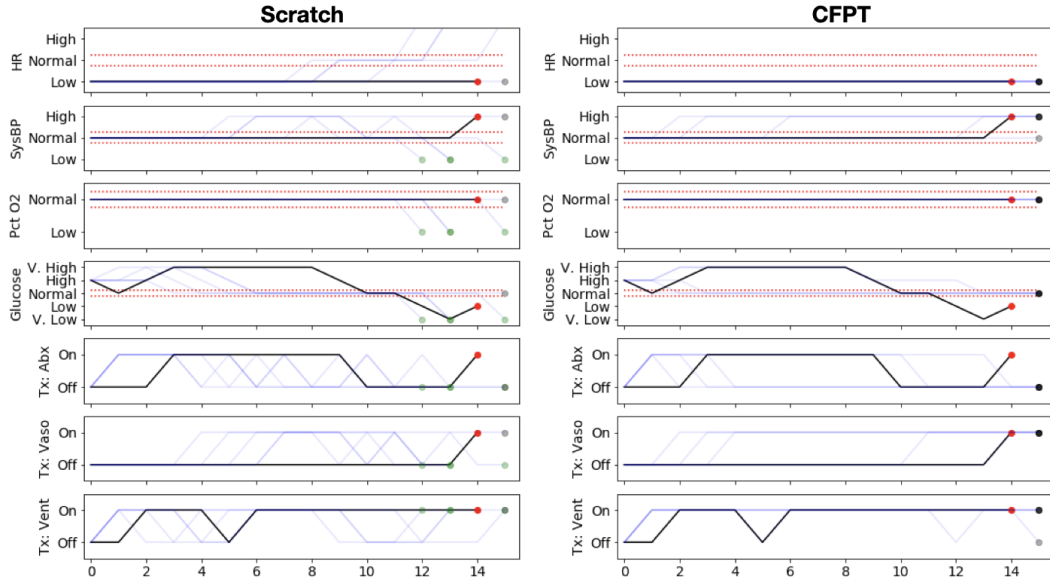 Scratch CFPT
HR High Normal Low HR High Normal Low
SysBP High Normal Low SysBP High Normal Low
Pct O2 Normal Low Pct O2 Normal Low
Glucose V. High High Normal Low V. Low Glucose V. High High Normal Low V. Low
Tx: Abx On Off Tx: Abx On Off
Tx: Vaso On Off Tx: Vaso On Off
Tx: Vent On Off Tx: Vent On Off
0 2 4 6 8 10 12 14 0 2 4 6 8 10 12 14